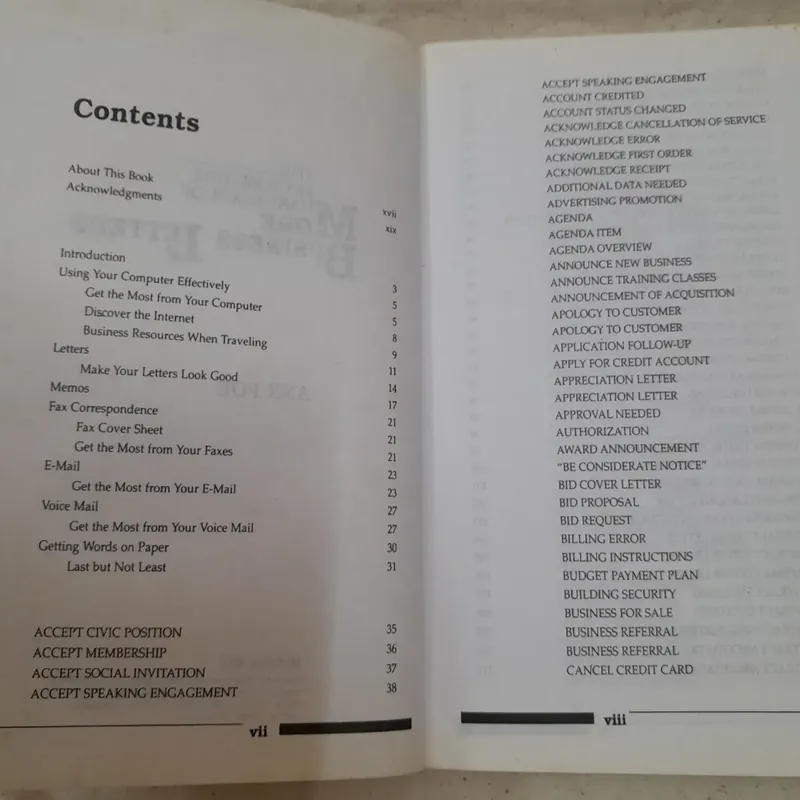 Contents
About This Book xvii
Acknowledgments xix
Introduction 3
Using Your Computer Effectively 5
Get the Most from Your Computer 5
Discover the Internet 8
Business Resources When Traveling 9
Letters 11
Make Your Letters Look Good 14
Memos 17
Fax Correspondence 21
Fax Cover Sheet 21
Get the Most from Your Faxes 21
E-Mail 23
Get the Most from Your E-Mail 23
Voice Mail 27
Get the Most from Your Voice Mail 27
Getting Words on Paper 30
Last but Not Least 31
ACCEPT CIVIC POSITION 35
ACCEPT MEMBERSHIP 36
ACCEPT SOCIAL INVITATION 37
ACCEPT SPEAKING ENGAGEMENT 38
vii
ACCEPT SPEAKING ENGAGEMENT
ACCOUNT CREDITED
ACCOUNT STATUS CHANGED
ACKNOWLEDGE CANCELLATION OF SERVICE
ACKNOWLEDGE ERROR
ACKNOWLEDGE FIRST ORDER
ACKNOWLEDGE RECEIPT
ADDITIONAL DATA NEEDED
ADVERTISING PROMOTION
AGENDA
AGENDA ITEM
AGENDA OVERVIEW
ANNOUNCE NEW BUSINESS
ANNOUNCE TRAINING CLASSES
ANNOUNCEMENT OF ACQUISITION
APOLOGY TO CUSTOMER
APOLOGY TO CUSTOMER
APPLICATION FOLLOW-UP
APPLY FOR CREDIT ACCOUNT
APPRECIATION LETTER
APPRECIATION LETTER
APPROVAL NEEDED
AUTHORIZATION
AWARD ANNOUNCEMENT
"BE CONSIDERATE NOTICE"
BID COVER LETTER
BID PROPOSAL
BID REQUEST
BILLING ERROR
BILLING INSTRUCTIONS
BUDGET PAYMENT PLAN
BUILDING SECURITY
BUSINESS FOR SALE
BUSINESS REFERRAL
BUSINESS REFERRAL
CANCEL CREDIT CARD
viii